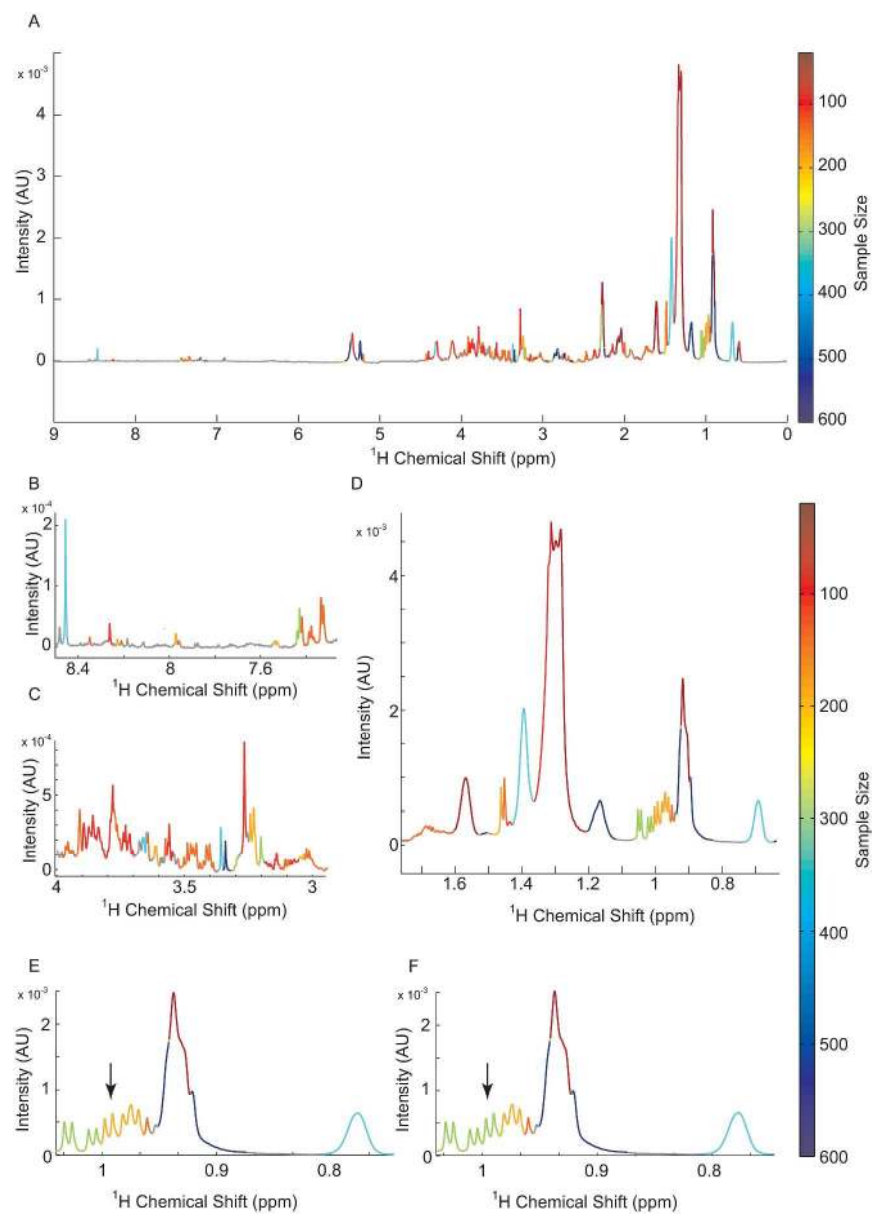 A
x 10⁻³
4
3
2
1
0
Intensity (AU)
9 8 7 6 5 4 3 2 1 0
¹H Chemical Shift (ppm)
100
200
300
400
500
600
Sample Size
B
x 10⁻⁴
2
1
0
Intensity (AU)
8.4 8 7.6
¹H Chemical Shift (ppm)
C
x 10⁻⁴
5
0
Intensity (AU)
4 3.5 3
¹H Chemical Shift (ppm)
D
x 10⁻³
4
2
0
Intensity (AU)
1.6 1.4 1.2 1 0.8
¹H Chemical Shift (ppm)
100
200
300
400
500
600
Sample Size
E
x 10⁻³
2
1
0
Intensity (AU)
1 0.9 0.8
¹H Chemical Shift (ppm)
F
x 10⁻³
2
1
0
Intensity (AU)
1 0.9 0.8
¹H Chemical Shift (ppm)